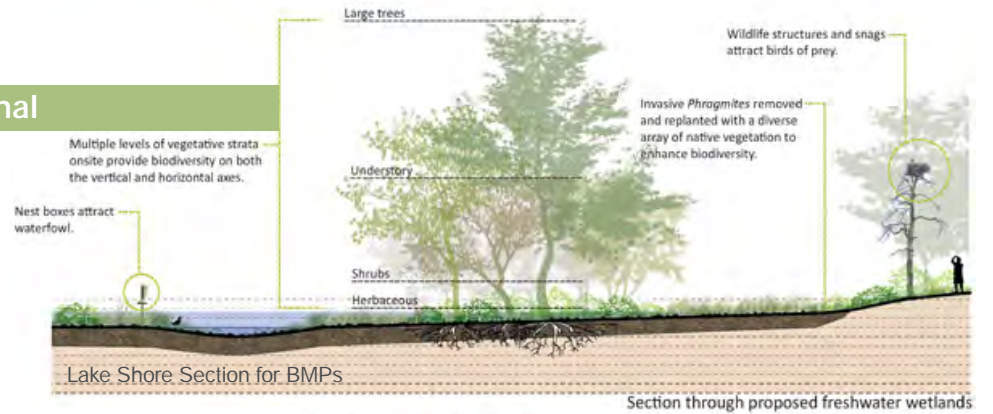 Large trees
Wildlife structures and snags
attract birds of prey.
nal
Multiple levels of vegetative strata
onsite provide biodiversity on both
the vertical and horizontal axes.
Invasive Phragmites removed
and replanted with a diverse
array of native vegetation to
enhance biodiversity.
Understory
Nest boxes attract
waterfowl.
Shrubs
Herbaceous
Lake Shore Section for BMPs
Section through proposed freshwater wetlands